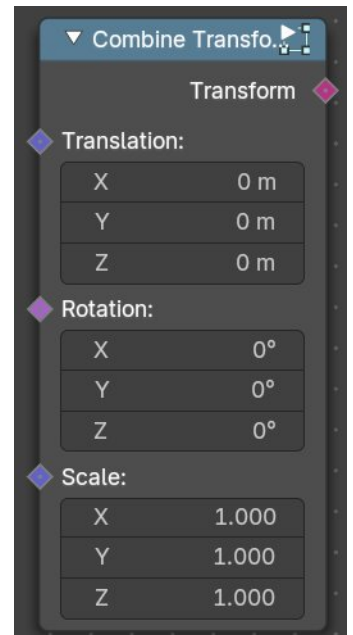 Combine Transfo..
Transform
Translation:
X 0 m
Y 0 m
Z 0 m
Rotation:
X 0°
Y 0°
Z 0°
Scale:
X 1.000
Y 1.000
Z 1.000